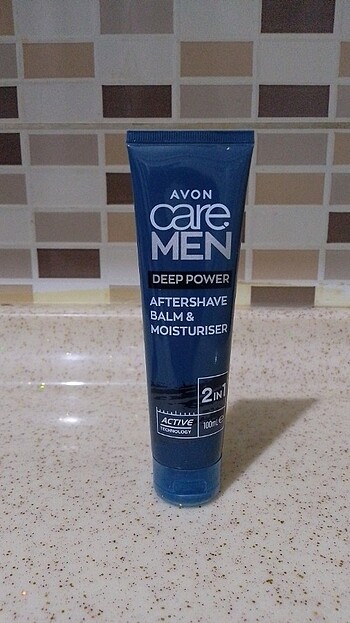 AVON
care
MEN
DEEP POWER
AFTERSHAVE
BALM &
MOISTURISER
2 IN 1
ACTIVE
TECHNOLOGY
100mL e